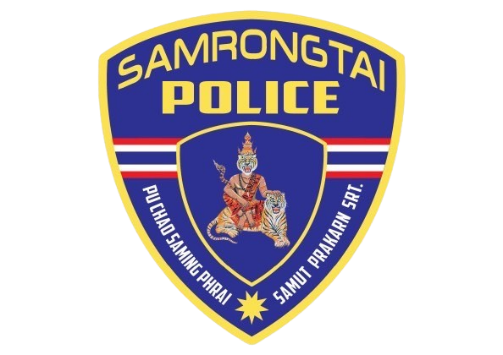 SAMRONGTAI
POLICE
PU CHAO SAMING PHRAI
SAMUT PRAKARN SRT.